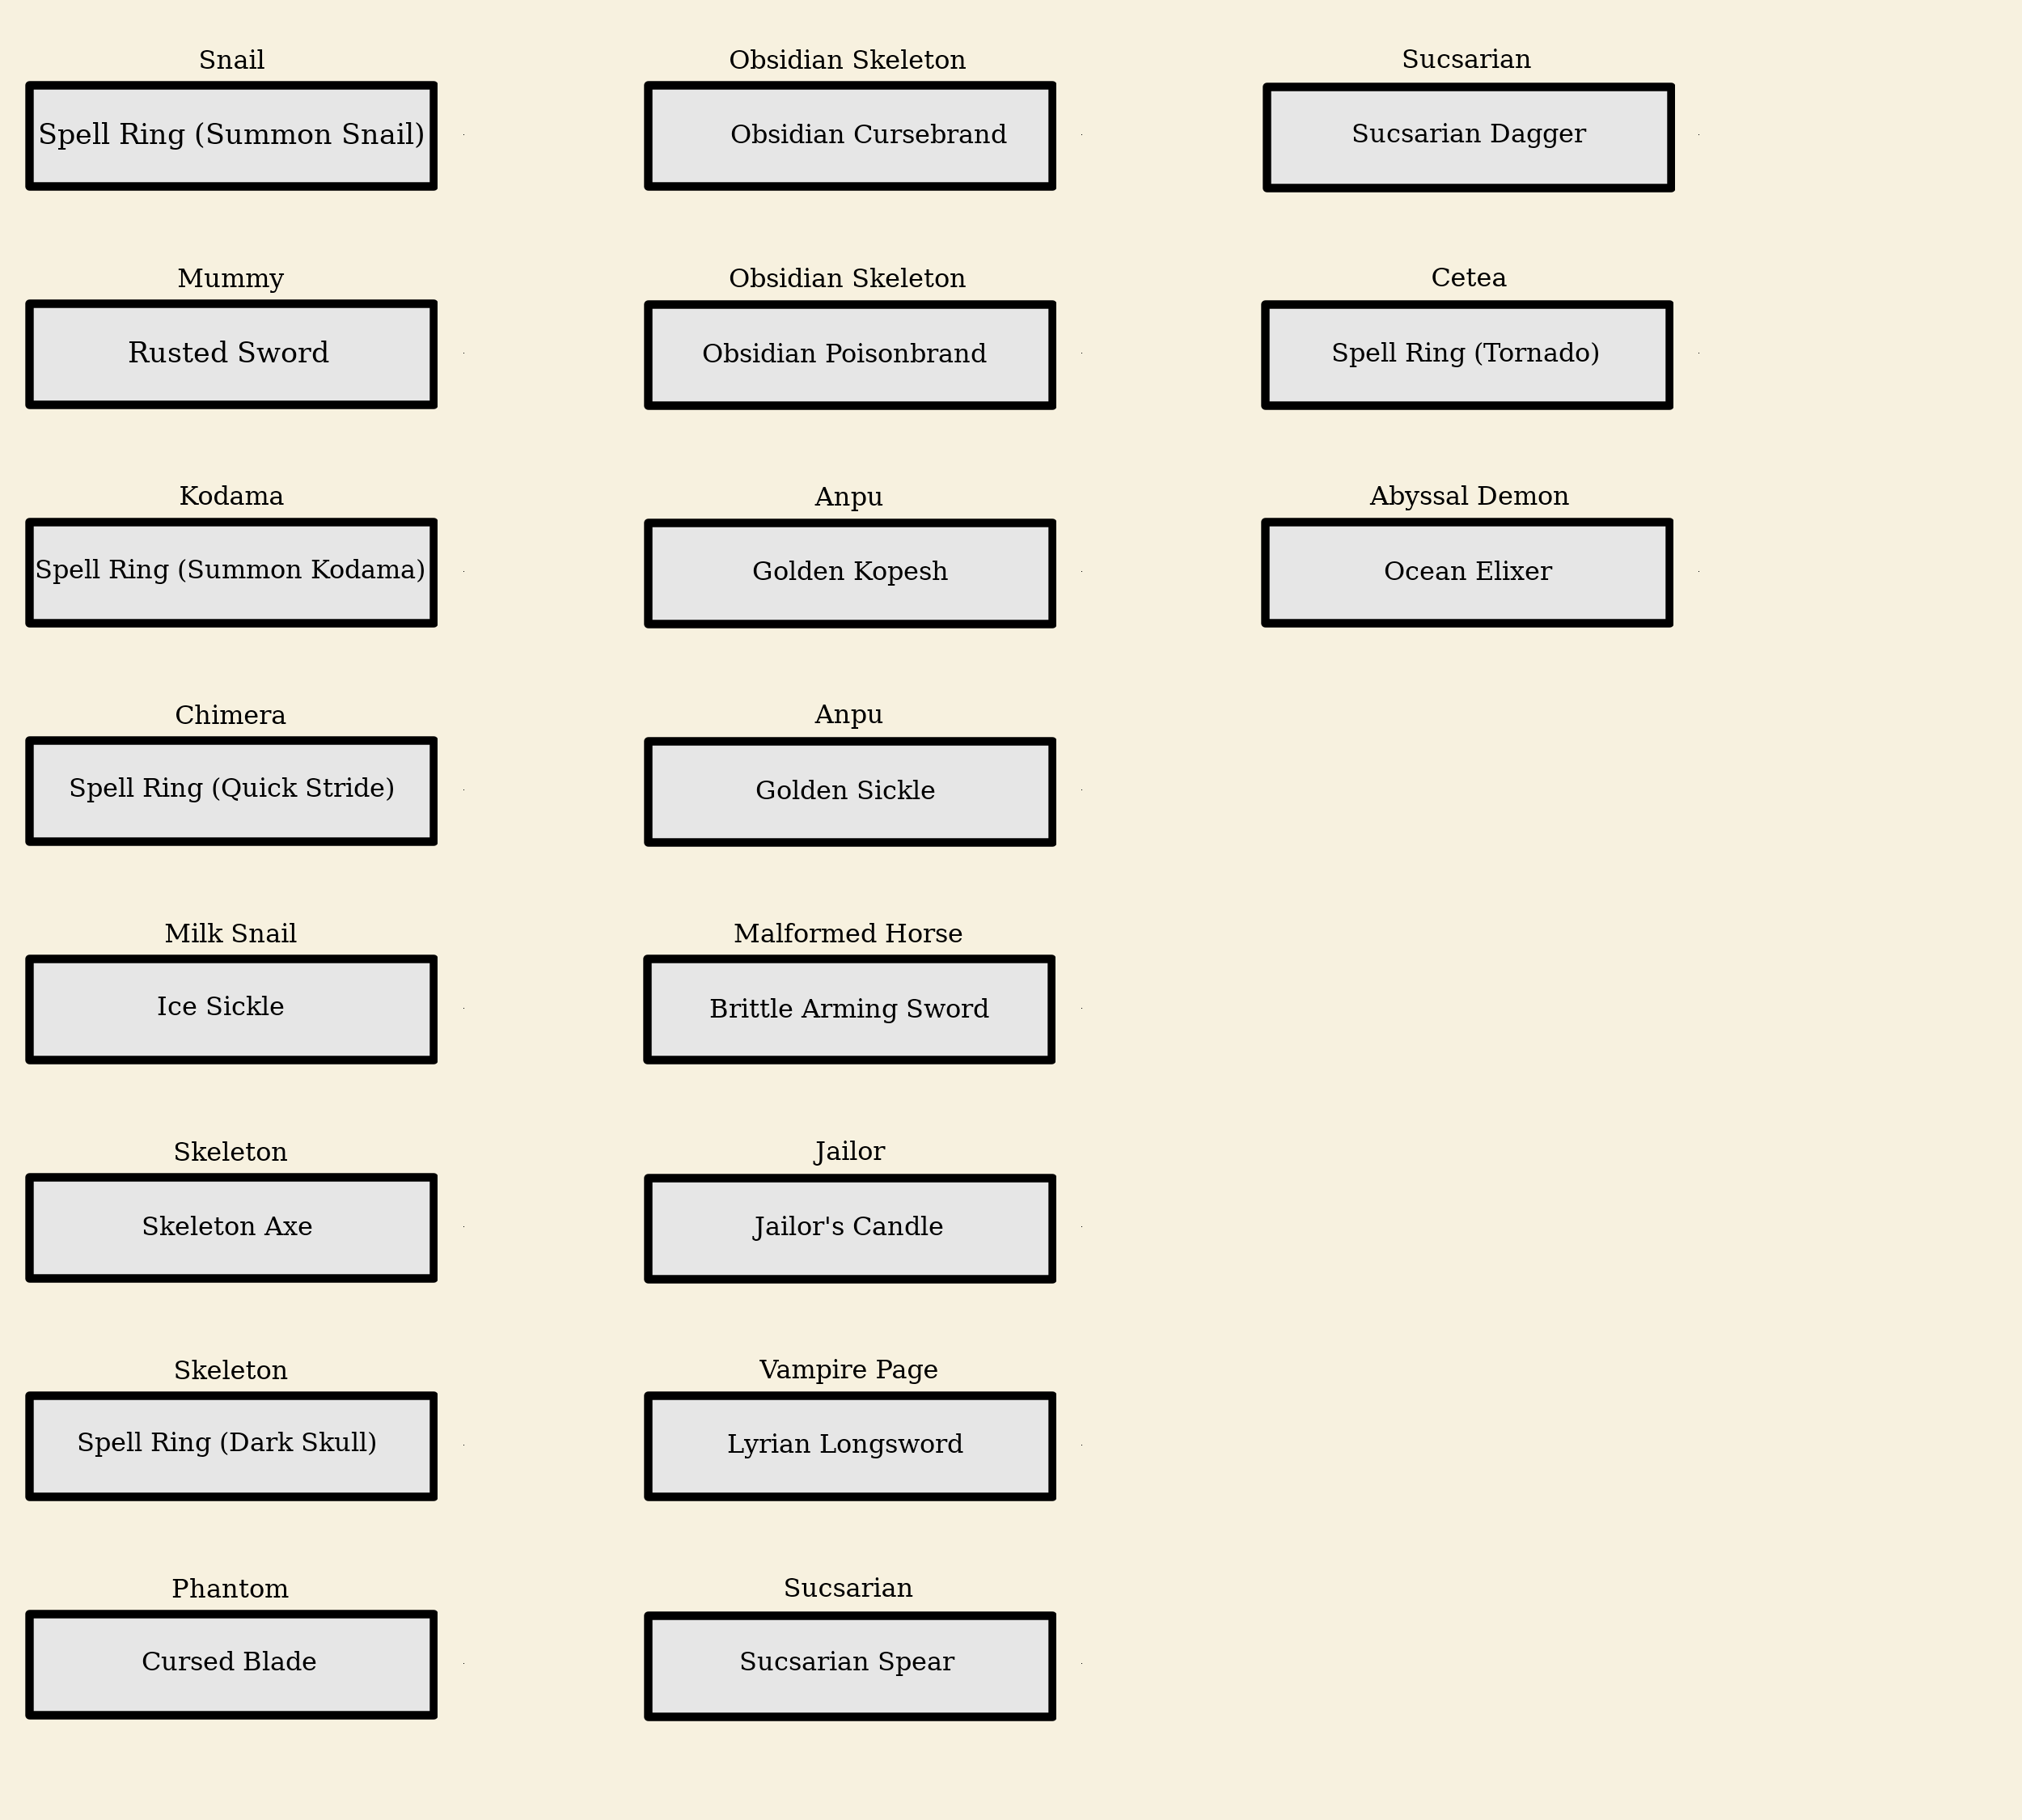 Snail
Spell Ring (Summon Snail)
Mummy
Rusted Sword
Kodama
Spell Ring (Summon Kodama)
Chimera
Spell Ring (Quick Stride)
Milk Snail
Ice Sickle
Skeleton
Skeleton Axe
Skeleton
Spell Ring (Dark Skull)
Phantom
Cursed Blade
Obsidian Skeleton
Obsidian Cursebrand
Obsidian Skeleton
Obsidian Poisonbrand
Anpu
Golden Kopesh
Anpu
Golden Sickle
Malformed Horse
Brittle Arming Sword
Jailor
Jailor's Candle
Vampire Page
Lyrian Longsword
Sucsarian
Sucsarian Spear
Sucsarian
Sucsarian Dagger
Cetea
Spell Ring (Tornado)
Abyssal Demon
Ocean Elixer